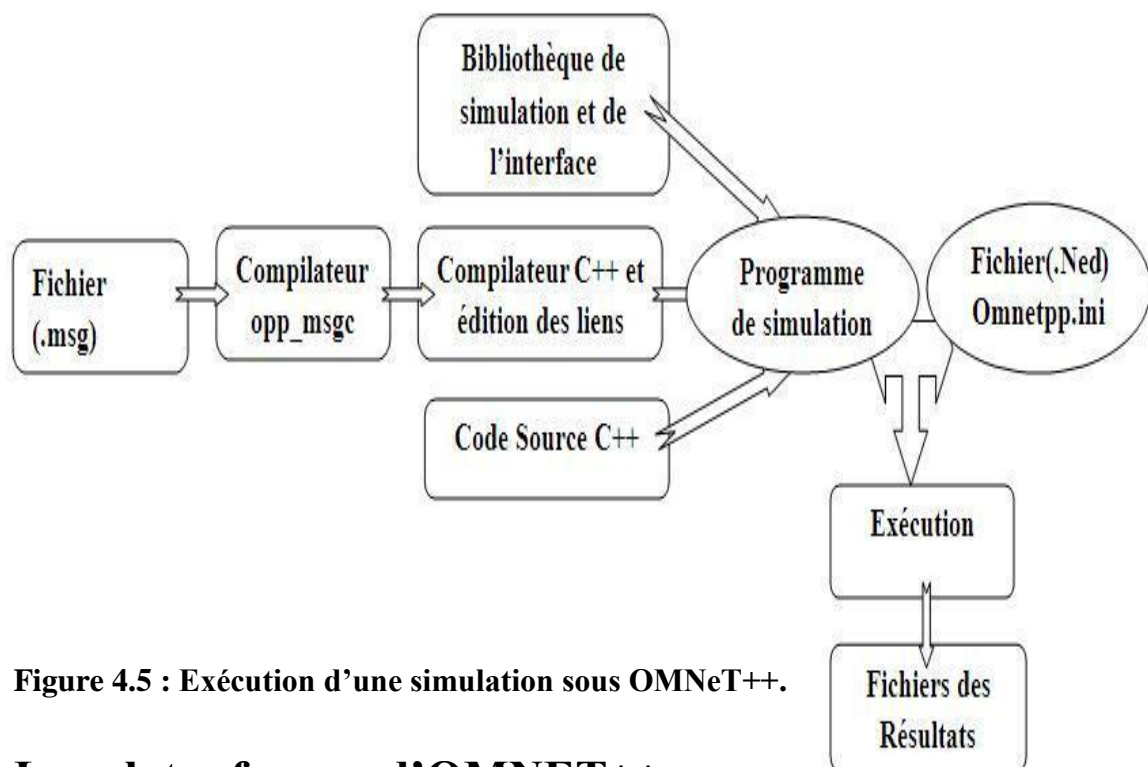 Bibliothèque de
simulation et de
l'interface
Fichier
(.msg)
Compilateur
opp_msgc
Compilateur C++ et
édition des liens
Programme
de simulation
Fichier(.Ned)
Omnetpp.ini
Code Source C++
Exécution
Fichiers des
Résultats
Figure 4.5 : Exécution d'une simulation sous OMNeT++.
d'OMNET++